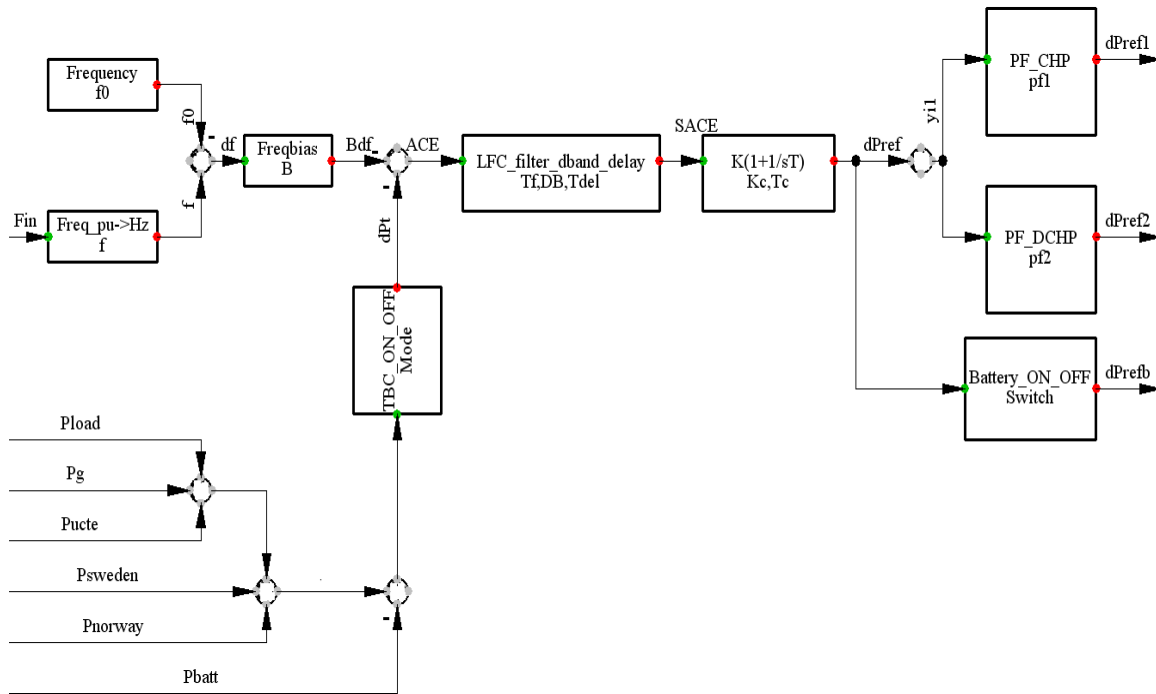 Frequency
f0
f0
-
df
f
Fin
Freq_pu->Hz
f
Freqbias
B
Bdf
-
ACE
-
dPt
LFC_filter_dband_delay
Tf,DB,Tdel
SACE
K(1+1/sT)
Kc,Tc
dPref
yi1
PF_CHP
pf1
dPref1
PF_DCHP
pf2
dPref2
Battery_ON_OFF
Switch
dPrefb
TBC_ON_OFF
Mode
Pload
Pg
Pucte
Psweden
Pnorway
-
Pbatt